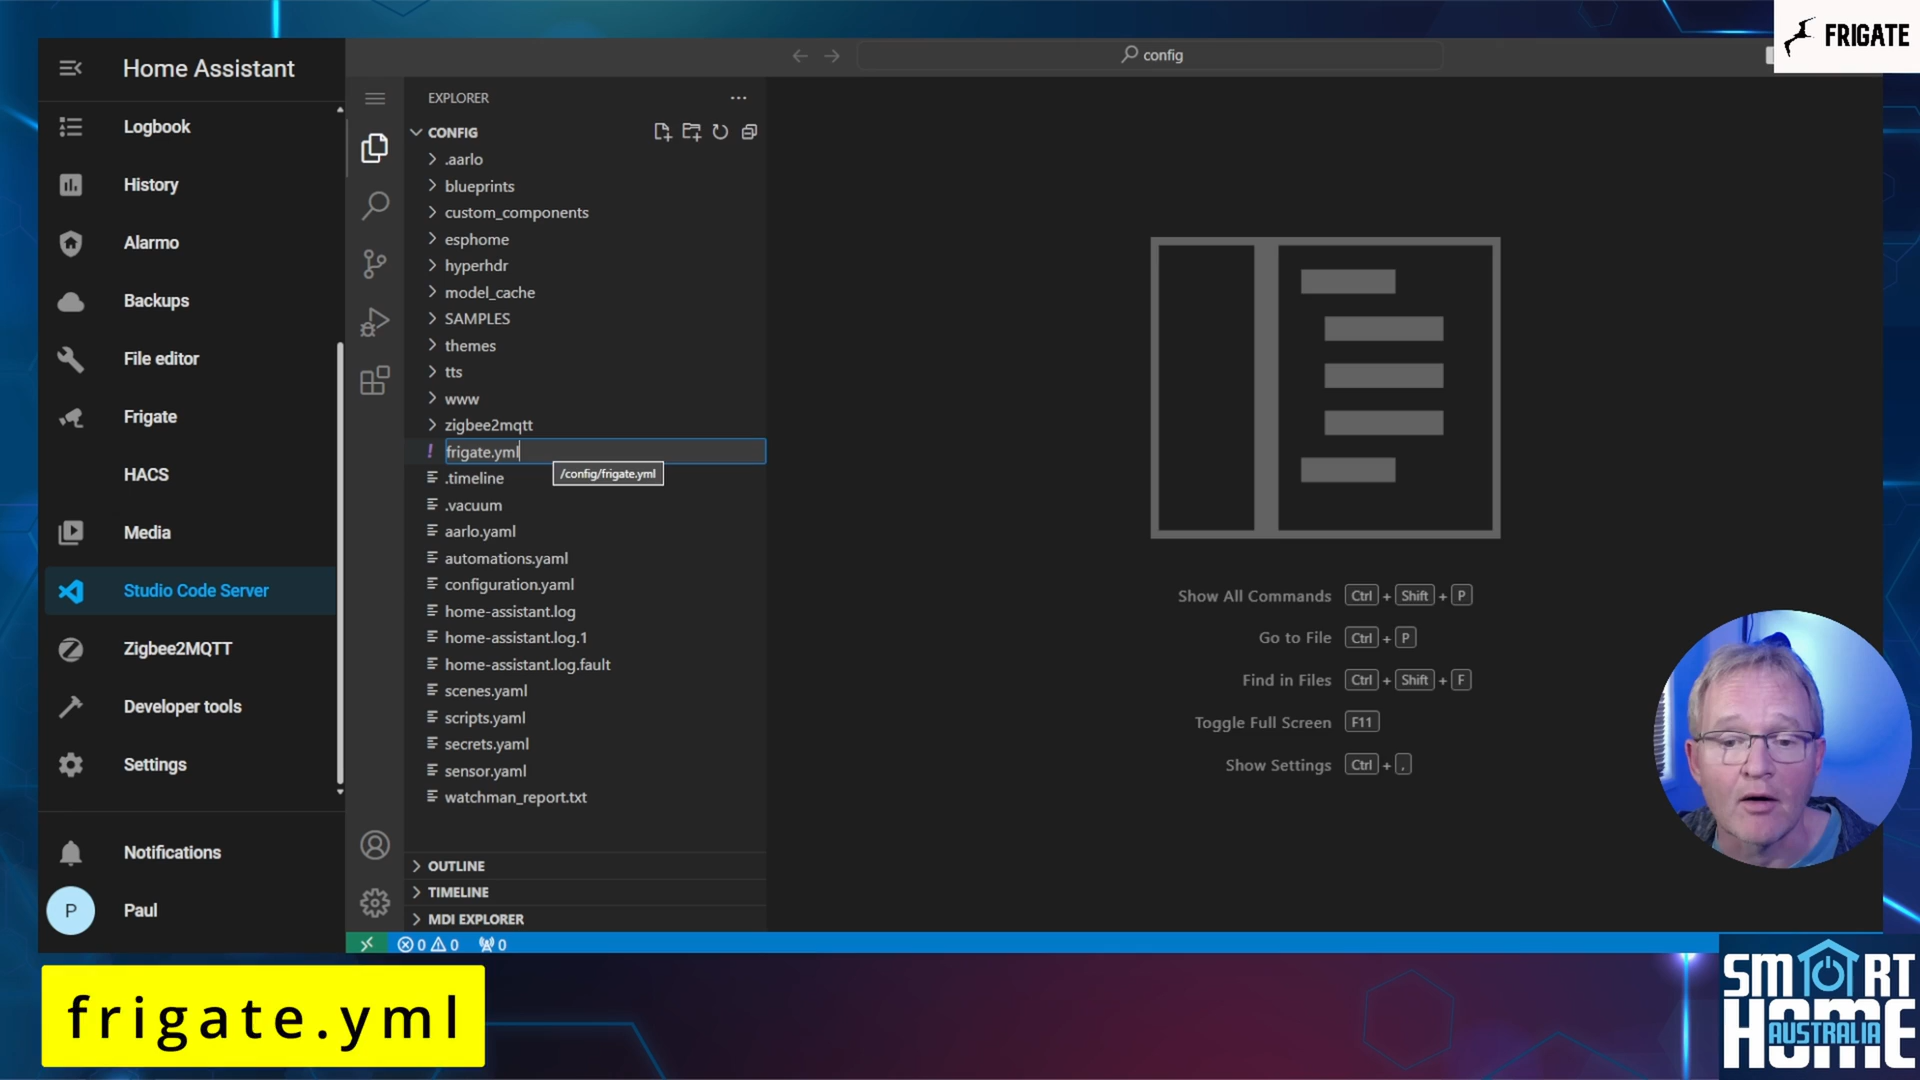 FRIGATE
Home Assistant
Logbook
History
Alarmo
Backups
File editor
Frigate
HACS
Media
Studio Code Server
Zigbee2MQTT
Developer tools
Settings
Notifications
P
Paul
config
EXPLORER
CONFIG
.aarlo
blueprints
custom_components
esphome
hyperhdr
model_cache
SAMPLES
themes
tts
www
zigbee2mqtt
! frigate.yml
/config/frigate.yml
.timeline
.vacuum
aarlo.yaml
automations.yaml
configuration.yaml
home-assistant.log
home-assistant.log.1
home-assistant.log.fault
scenes.yaml
scripts.yaml
secrets.yaml
sensor.yaml
watchman_report.txt
OUTLINE
TIMELINE
MDI EXPLORER
0 0 0
Show All Commands Ctrl + Shift + P
Go to File Ctrl + P
Find in Files Ctrl + Shift + F
Toggle Full Screen F11
Show Settings Ctrl + ,
frigate.yml
SMART
HOME
AUSTRALIA